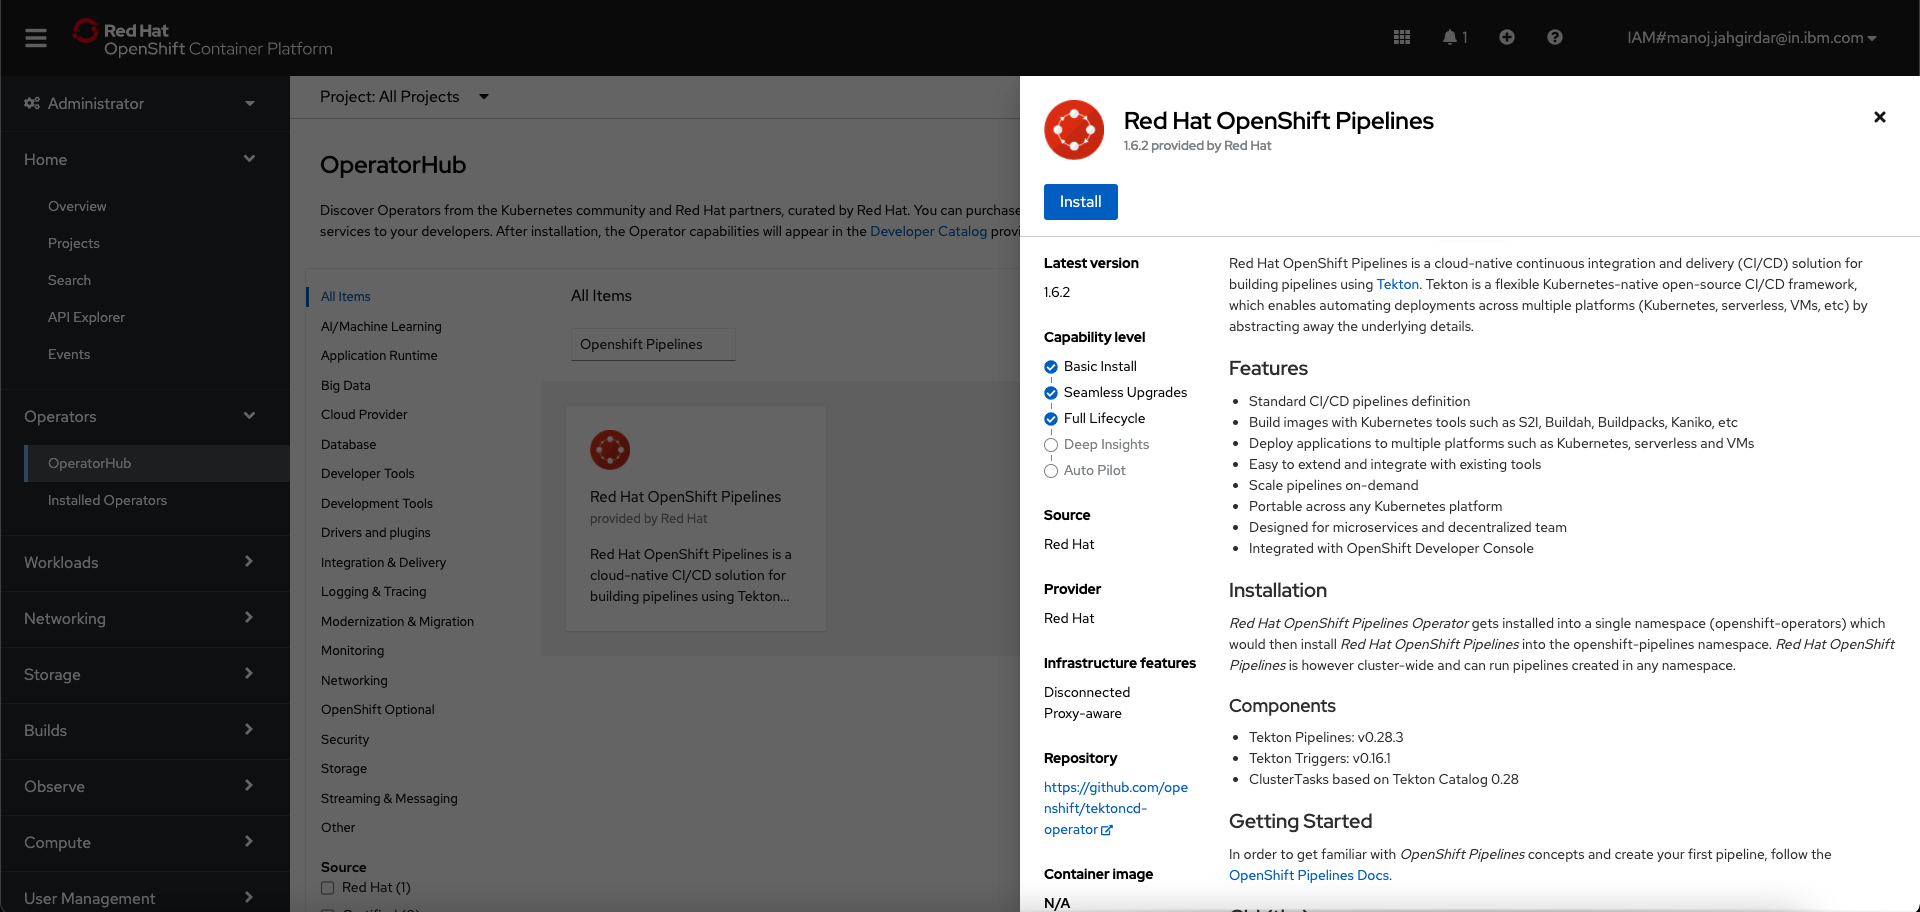 Red Hat
OpenShift Container Platform
1
IAM#manoj.jahgirdar@in.ibm.com
Administrator
Home
Overview
Projects
Search
API Explorer
Events
Operators
OperatorHub
Installed Operators
Workloads
Networking
Storage
Builds
Observe
Compute
User Management
Project: All Projects
OperatorHub
Discover Operators from the Kubernetes community and Red Hat partners, curated by Red Hat. You can purchase
services to your developers. After installation, the Operator capabilities will appear in the Developer Catalog provi
All Items
AI/Machine Learning
Application Runtime
Big Data
Cloud Provider
Database
Developer Tools
Development Tools
Drivers and plugins
Integration & Delivery
Logging & Tracing
Modernization & Migration
Monitoring
Networking
OpenShift Optional
Security
Storage
Streaming & Messaging
Other
Source
Red Hat (1)
All Items
Openshift Pipelines
Red Hat OpenShift Pipelines
provided by Red Hat
Red Hat OpenShift Pipelines is a
cloud-native CI/CD solution for
building pipelines using Tekton...
Red Hat OpenShift Pipelines
1.6.2 provided by Red Hat
Install
Latest version
1.6.2
Capability level
Basic Install
Seamless Upgrades
Full Lifecycle
Deep Insights
Auto Pilot
Source
Red Hat
Provider
Red Hat
Infrastructure features
Disconnected
Proxy-aware
Repository
https://github.com/ope
nshift/tektoncd-
operator
Container image
N/A
Red Hat OpenShift Pipelines is a cloud-native continuous integration and delivery (CI/CD) solution for
building pipelines using Tekton. Tekton is a flexible Kubernetes-native open-source CI/CD framework,
which enables automating deployments across multiple platforms (Kubernetes, serverless, VMs, etc) by
abstracting away the underlying details.
Features
• Standard CI/CD pipelines definition
• Build images with Kubernetes tools such as S2I, Buildah, Buildpacks, Kaniko, etc
• Deploy applications to multiple platforms such as Kubernetes, serverless and VMs
• Easy to extend and integrate with existing tools
• Scale pipelines on-demand
• Portable across any Kubernetes platform
• Designed for microservices and decentralized team
• Integrated with OpenShift Developer Console
Installation
Red Hat OpenShift Pipelines Operator gets installed into a single namespace (openshift-operators) which
would then install Red Hat OpenShift Pipelines into the openshift-pipelines namespace. Red Hat OpenShift
Pipelines is however cluster-wide and can run pipelines created in any namespace.
Components
• Tekton Pipelines: v0.28.3
• Tekton Triggers: v0.16.1
• ClusterTasks based on Tekton Catalog 0.28
Getting Started
In order to get familiar with OpenShift Pipelines concepts and create your first pipeline, follow the
OpenShift Pipelines Docs.